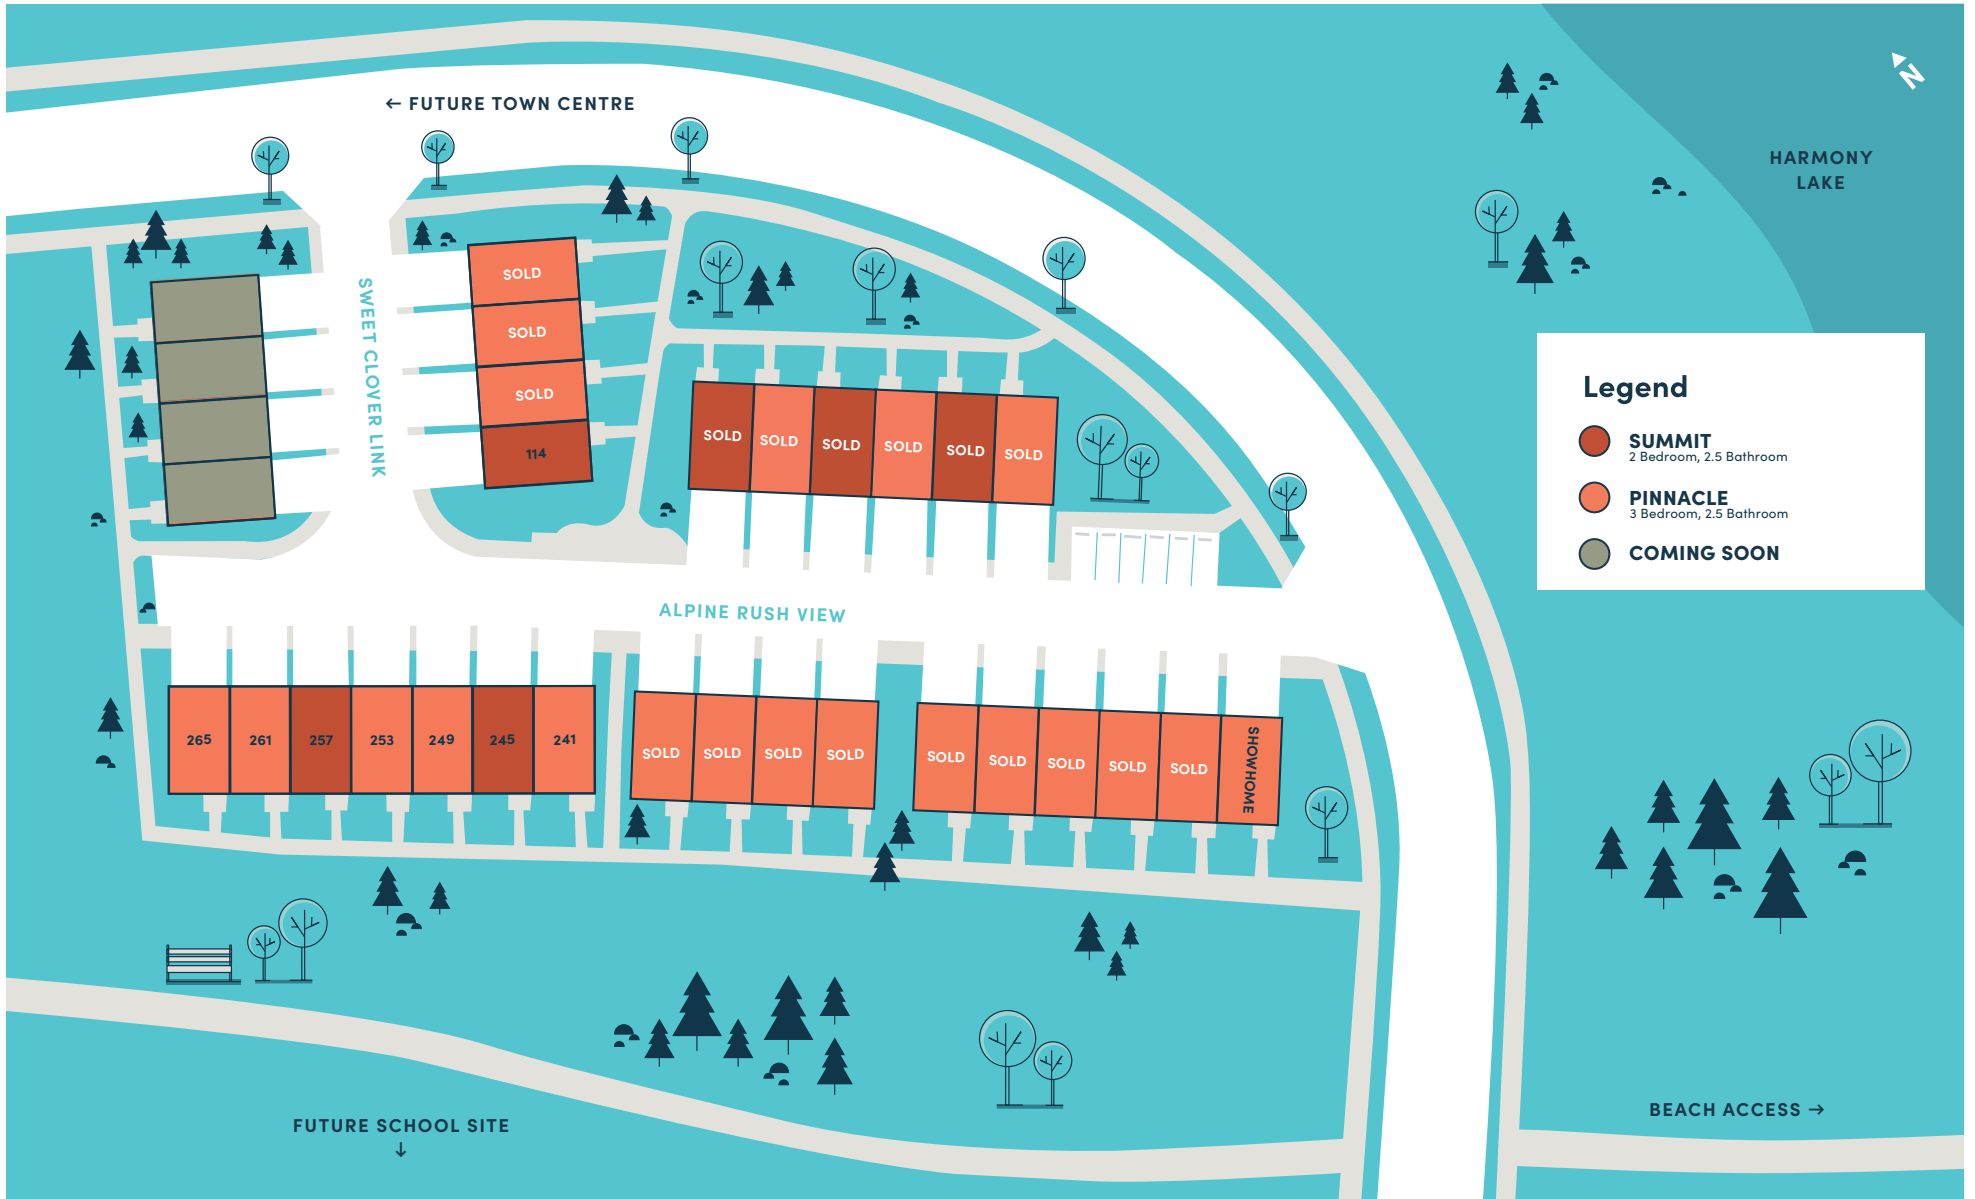 ← FUTURE TOWN CENTRE
N
HARMONY
LAKE
SWEET CLOVER LINK
SOLD
SOLD
SOLD
114
SOLD
SOLD
SOLD
SOLD
SOLD
SOLD
Legend
SUMMIT
2 Bedroom, 2.5 Bathroom
PINNACLE
3 Bedroom, 2.5 Bathroom
COMING SOON
ALPINE RUSH VIEW
265
261
257
253
249
245
241
SOLD
SOLD
SOLD
SOLD
SOLD
SOLD
SOLD
SOLD
SOLD
SHOWHOME
FUTURE SCHOOL SITE
↓
BEACH ACCESS →